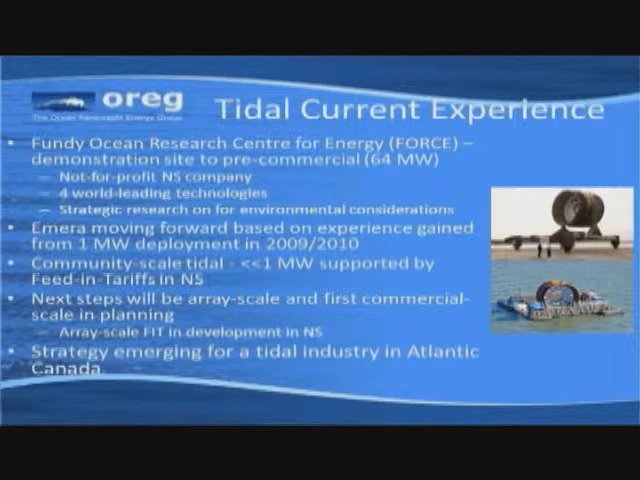 oreg
The Ocean Renewable Energy Group
Tidal Current Experience
• Fundy Ocean Research Centre for Energy (FORCE) –
demonstration site to pre-commercial (64 MW)
– Not-for-profit NS company
– 4 world-leading technologies
– Strategic research on for environmental considerations
• Emera moving forward based on experience gained
from 1 MW deployment in 2009/2010
• Community-scale tidal - <<1 MW supported by
Feed-in-Tariffs in NS
• Next steps will be array-scale and first commercial-
scale in planning
– Array-scale FIT in development in NS
• Strategy emerging for a tidal industry in Atlantic
Canada